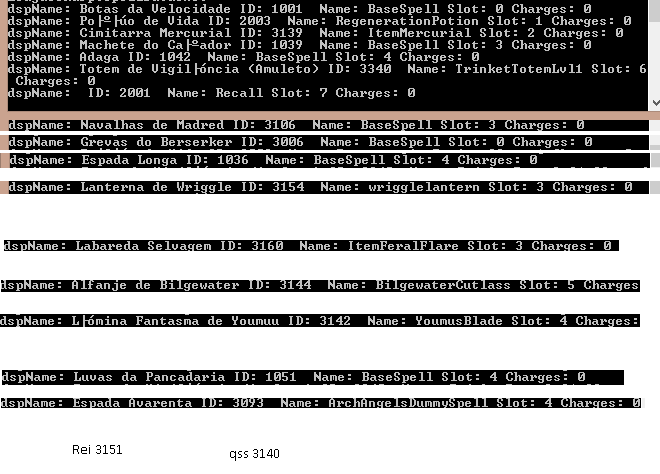 dspName: Botas da Velocidade ID: 1001  Name: BaseSpell Slot: 0 Charges: 0
dspName: Po├º├úo de Vida ID: 2003  Name: RegenerationPotion Slot: 1 Charges: 0
dspName: Cimitarra Mercurial ID: 3139  Name: ItemMercurial Slot: 2 Charges: 0
dspName: Machete do Ca├ºador ID: 1039  Name: BaseSpell Slot: 3 Charges: 0
dspName: Adaga ID: 1042  Name: BaseSpell Slot: 4 Charges: 0
dspName: Totem de Vigil├óncia (Amuleto) ID: 3340  Name: TrinketTotemLvl1 Slot: 6
 Charges: 0
dspName:  ID: 2001  Name: Recall Slot: 7 Charges: 0
dspName: Navalhas de Madred ID: 3106  Name: BaseSpell Slot: 3 Charges: 0
dspName: Grevas do Berserker ID: 3006  Name: BaseSpell Slot: 0 Charges: 0
dspName: Espada Longa ID: 1036  Name: BaseSpell Slot: 4 Charges: 0
dspName: Lanterna de Wriggle ID: 3154  Name: wrigglelantern Slot: 3 Charges: 0
dspName: Labareda Selvagem ID: 3160  Name: ItemFeralFlare Slot: 3 Charges: 0
dspName: Alfanje de Bilgewater ID: 3144  Name: BilgewaterCutlass Slot: 5 Charges
dspName: L├ómina Fantasma de Youmuu ID: 3142  Name: YoumusBlade Slot: 4 Charges:
dspName: Luvas da Pancadaria ID: 1051  Name: BaseSpell Slot: 4 Charges: 0
dspName: Espada Avarenta ID: 3093  Name: ArchAngelsDummySpell Slot: 4 Charges: 0
Rei 3151
qss 3140